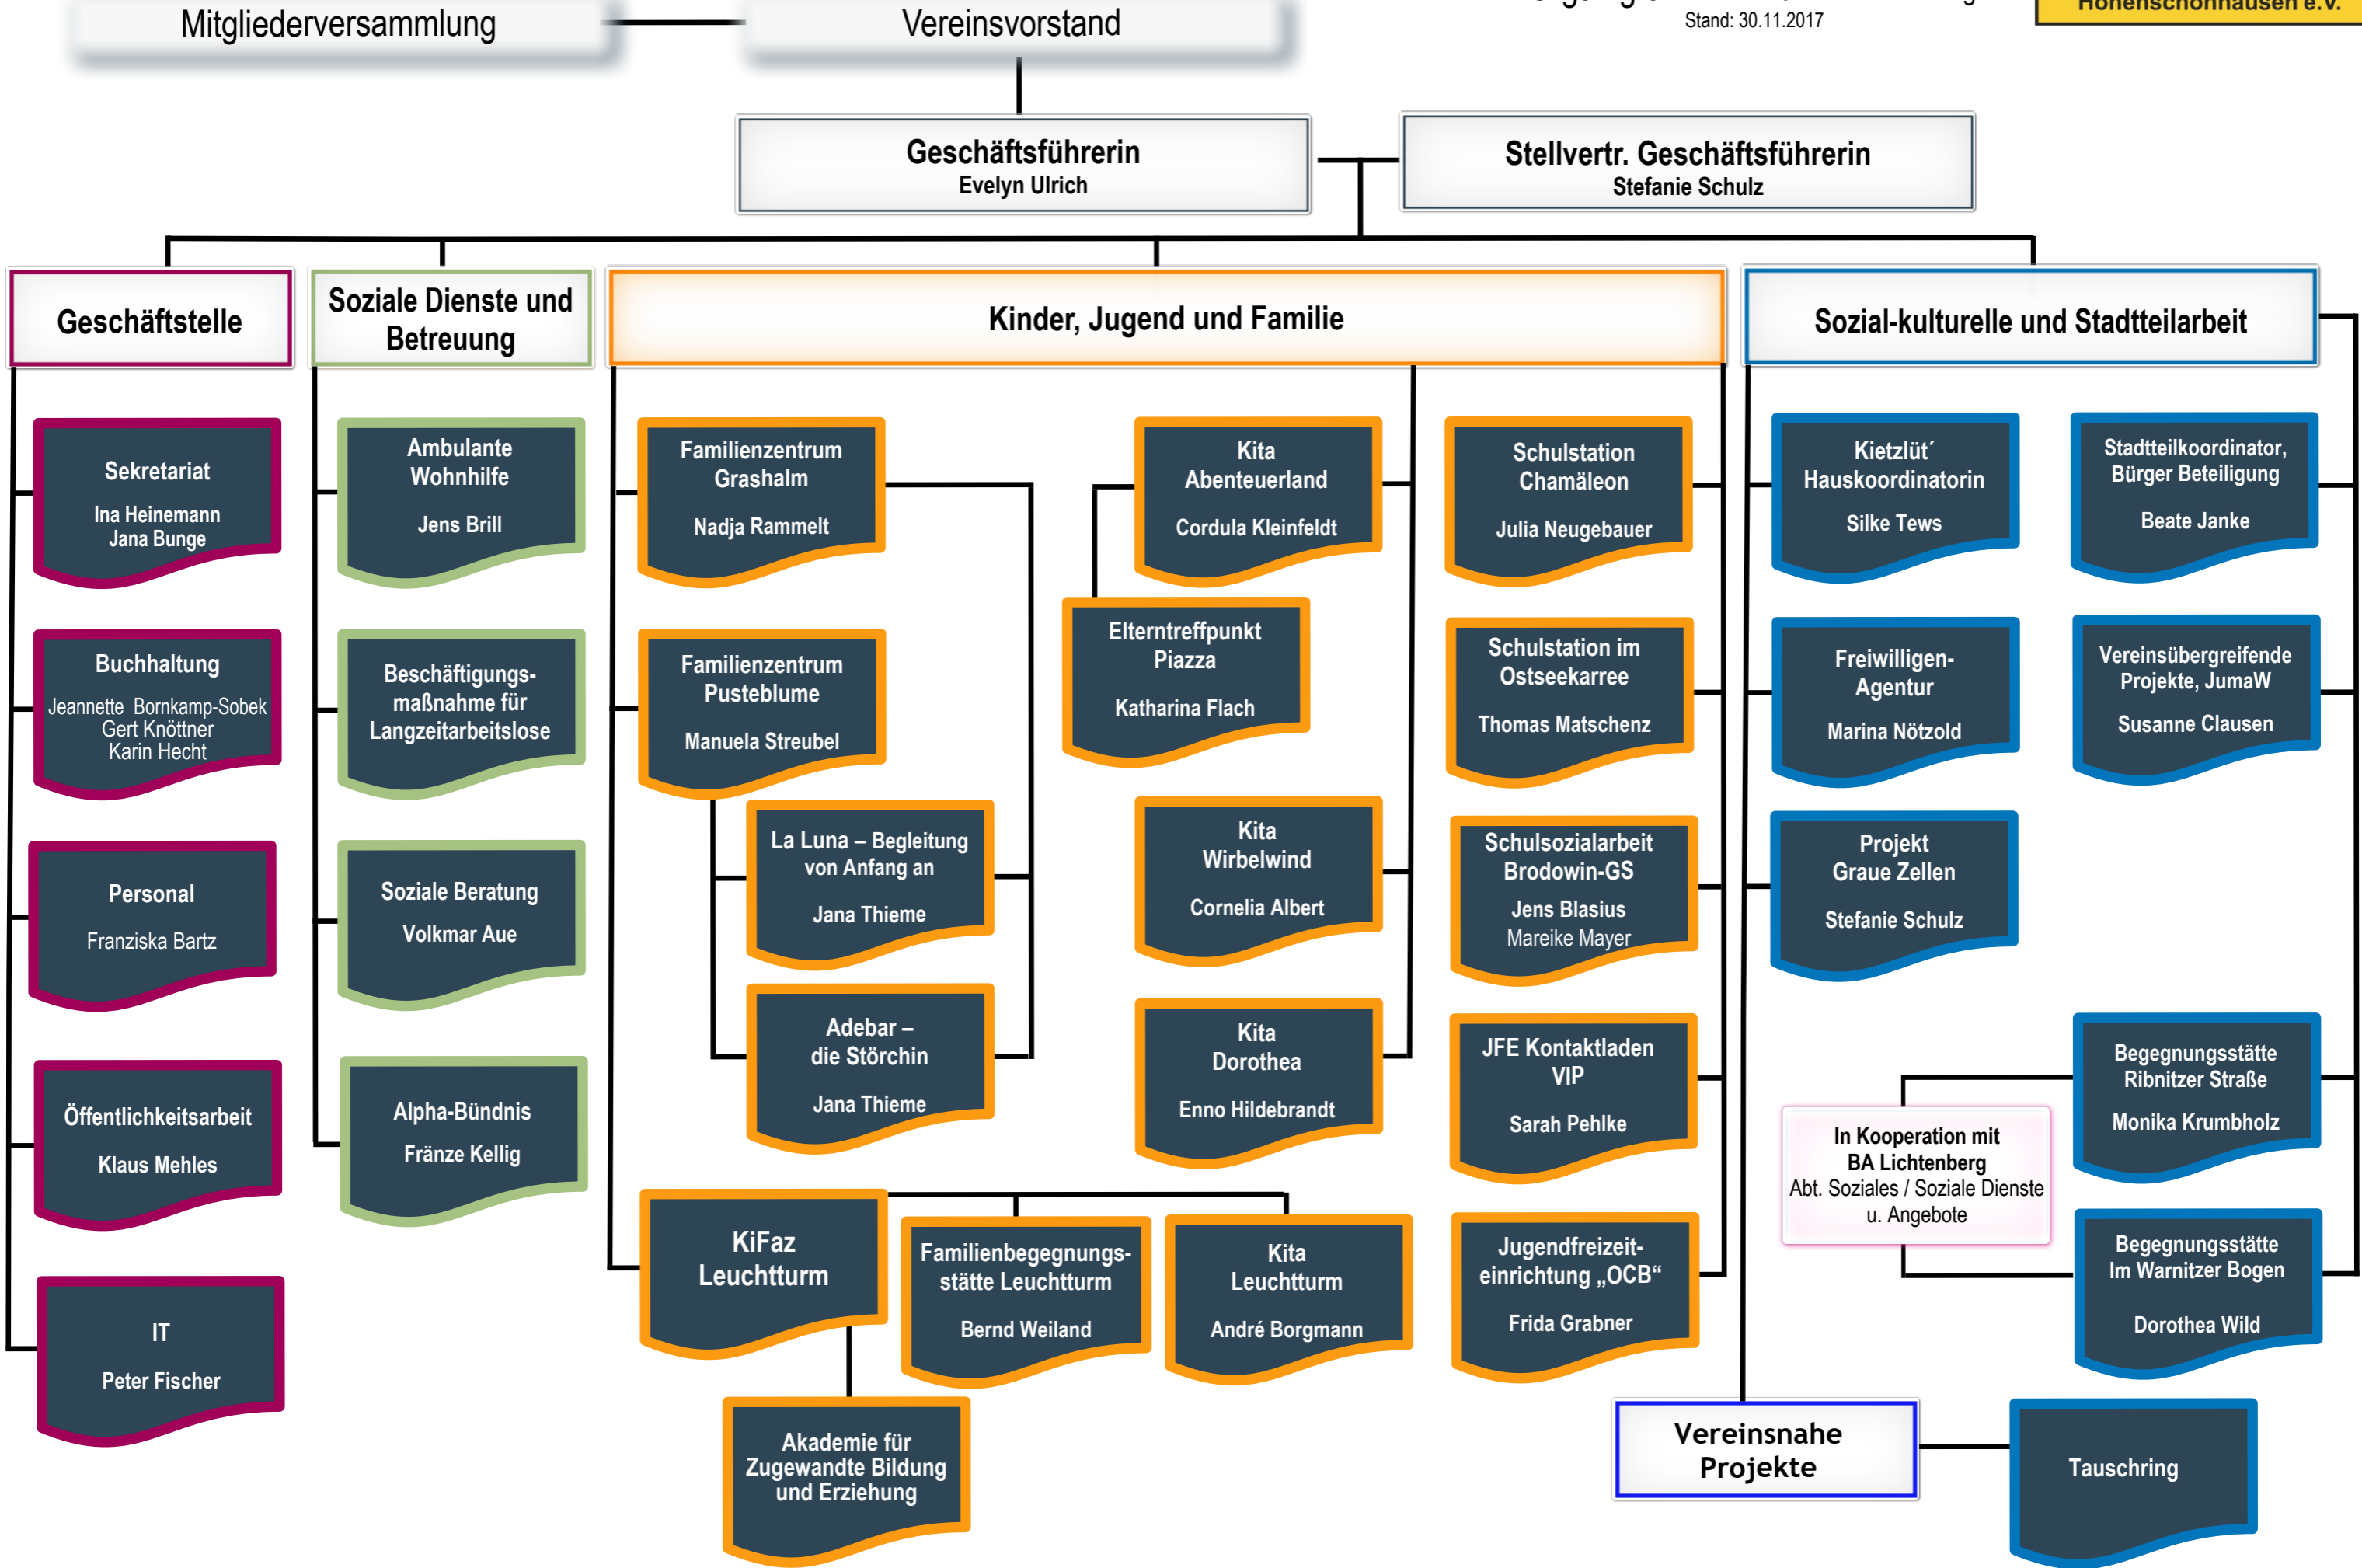 Mitgliederversammlung
Vereinsvorstand
Stand: 30.11.2017
Hohenschönhausen e.V.
Geschäftsführerin
Evelyn Ulrich
Stellvertr. Geschäftsführerin
Stefanie Schulz
Geschäftstelle
Soziale Dienste und
Betreuung
Kinder, Jugend und Familie
Sozial-kulturelle und Stadtteilarbeit
Sekretariat
Ina Heinemann
Jana Bunge
Buchhaltung
Jeannette Bornkamp-Sobek
Gert Knöttner
Karin Hecht
Personal
Franziska Bartz
Öffentlichkeitsarbeit
Klaus Mehles
IT
Peter Fischer
Ambulante
Wohnhilfe
Jens Brill
Beschäftigungs-
maßnahme für
Langzeitarbeitslose
Soziale Beratung
Volkmar Aue
Alpha-Bündnis
Fränze Kellig
Familienzentrum
Grashalm
Nadja Rammelt
Familienzentrum
Pusteblume
Manuela Streubel
La Luna – Begleitung
von Anfang an
Jana Thieme
Adebar –
die Störchin
Jana Thieme
KiFaz
Leuchtturm
Familienbegegnungs-
stätte Leuchtturm
Bernd Weiland
Kita
Leuchtturm
André Borgmann
Akademie für
Zugewandte Bildung
und Erziehung
Kita
Abenteuerland
Cordula Kleinfeldt
Elterntreffpunkt
Piazza
Katharina Flach
Kita
Wirbelwind
Cornelia Albert
Kita
Dorothea
Enno Hildebrandt
Schulstation
Chamäleon
Julia Neugebauer
Schulstation im
Ostseekarree
Thomas Matschenz
Schulsozialarbeit
Brodowin-GS
Jens Blasius
Mareike Mayer
JFE Kontaktladen
VIP
Sarah Pehlke
Jugendfreizeit-
einrichtung „OCB“
Frida Grabner
Kietzlüt´
Hauskoordinatorin
Silke Tews
Freiwilligen-
Agentur
Marina Nötzold
Projekt
Graue Zellen
Stefanie Schulz
Stadtteilkoordinator,
Bürger Beteiligung
Beate Janke
Vereinsübergreifende
Projekte, JumaW
Susanne Clausen
Begegnungsstätte
Ribnitzer Straße
Monika Krumbholz
In Kooperation mit
BA Lichtenberg
Abt. Soziales / Soziale Dienste
u. Angebote
Begegnungsstätte
Im Warnitzer Bogen
Dorothea Wild
Vereinsnahe
Projekte
Tauschring